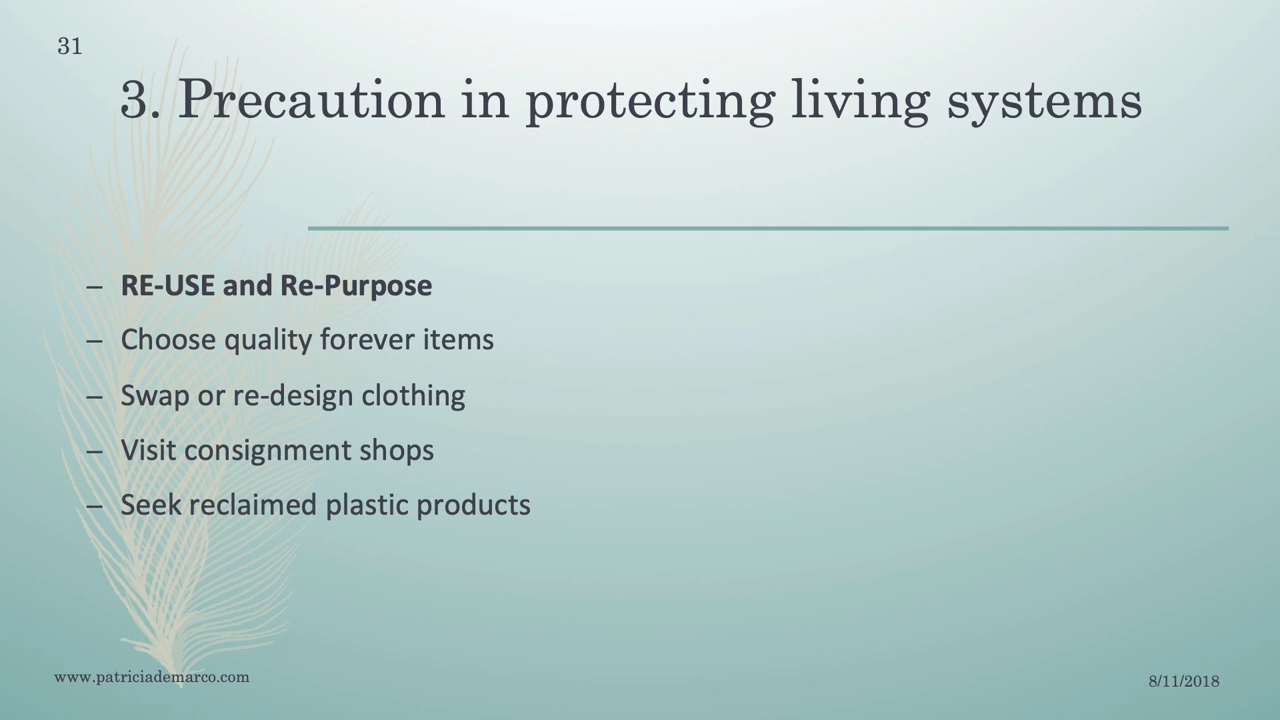 31
3. Precaution in protecting living systems
– RE-USE and Re-Purpose
– Choose quality forever items
– Swap or re-design clothing
– Visit consignment shops
– Seek reclaimed plastic products
www.patriciademarco.com
8/11/2018